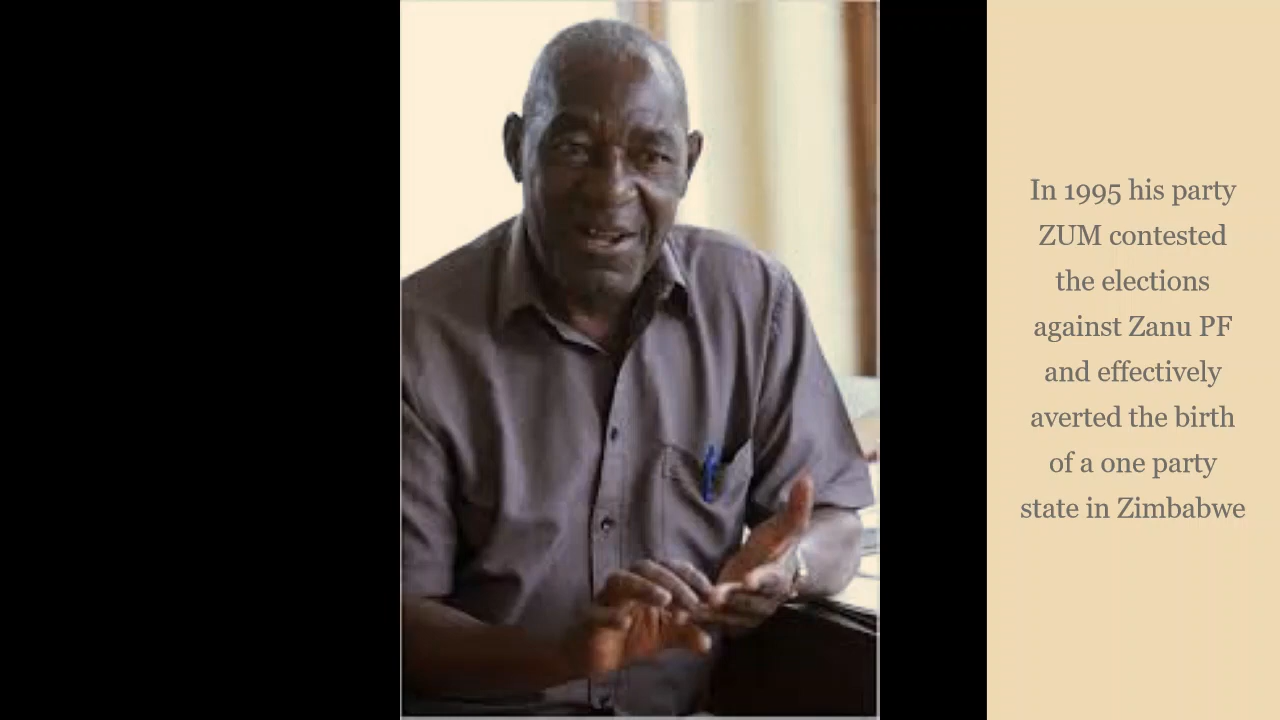 In 1995 his party
ZUM contested
the elections
against Zanu PF
and effectively
averted the birth
of a one party
state in Zimbabwe